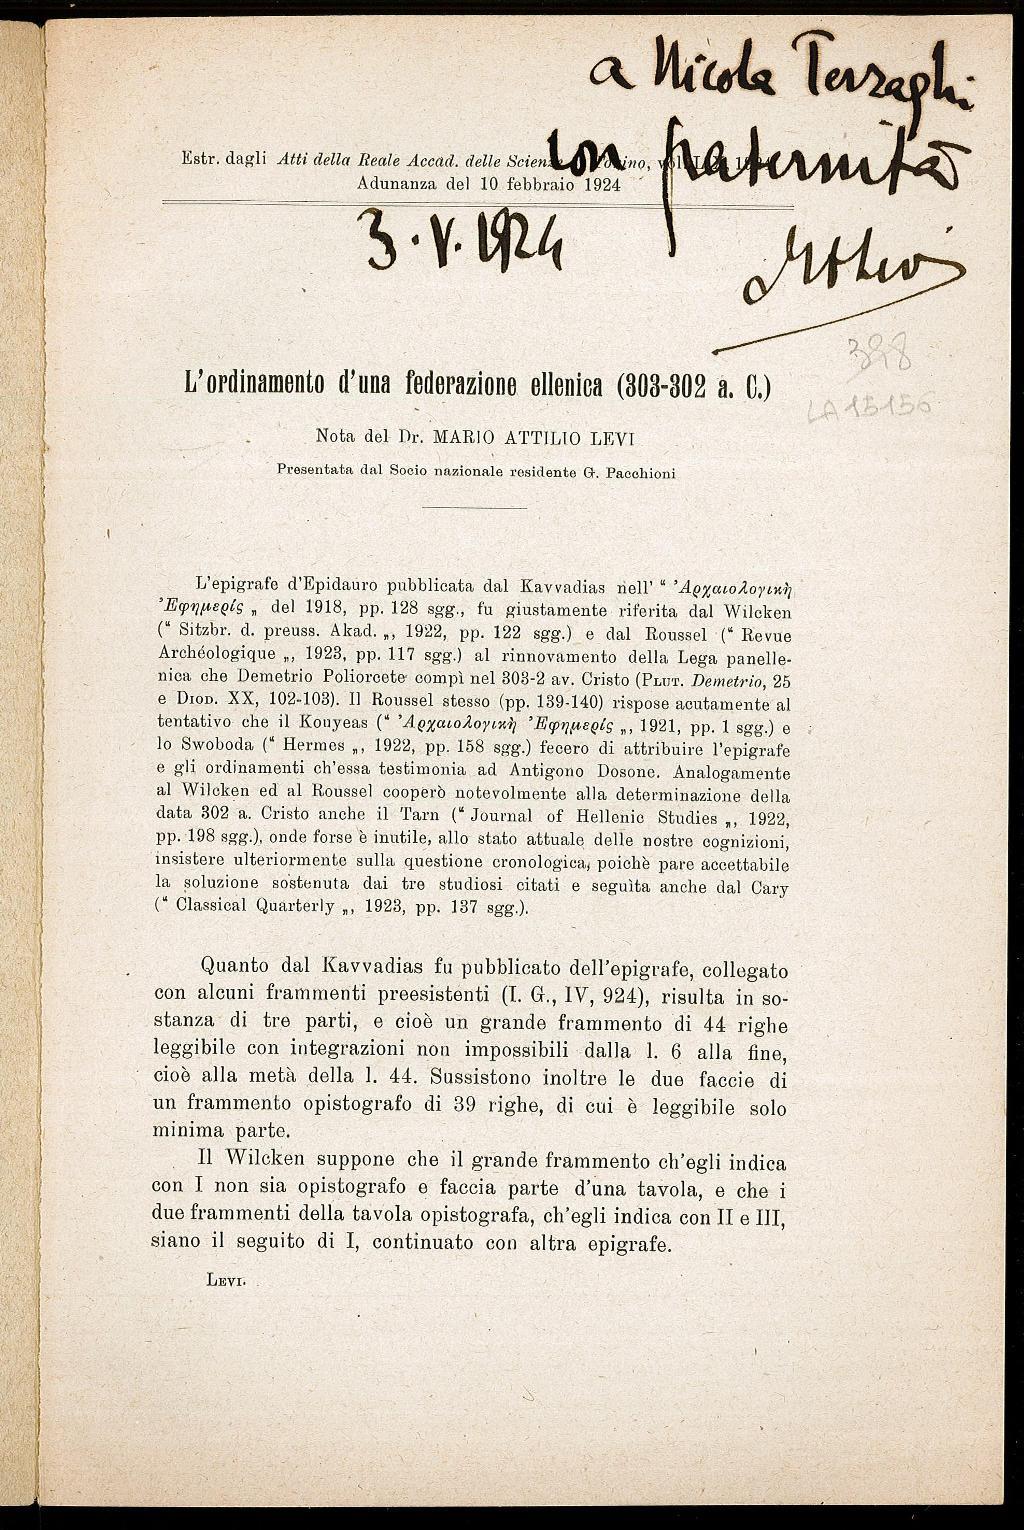 a Nicola Terzaghi
con fraternità
Estr. dagli Atti della Reale Accad. delle Scienze Torino, vol.
Adunanza del 10 febbraio 1924
3.V.1924
MALevi
398
LA 15156
L'ordinamento d'una federazione ellenica (303-302 a. C.)
Nota del Dr. MARIO ATTILIO LEVI
Presentata dal Socio nazionale residente G. Pacchioni
L'epigrafe d'Epidauro pubblicata dal Kavvadias nell' " Ἀρχαιολογικὴ
Ἐφημερίς „ del 1918, pp. 128 sgg., fu giustamente riferita dal Wilcken
(" Sitzbr. d. preuss. Akad. „, 1922, pp. 122 sgg.) e dal Roussel (" Revue
Archéologique „, 1923, pp. 117 sgg.) al rinnovamento della Lega panelle-
nica che Demetrio Poliorcete compì nel 303-2 av. Cristo (PLUT. Demetrio, 25
e DIOD. XX, 102-103). Il Roussel stesso (pp. 139-140) rispose acutamente al
tentativo che il Kouyeas (" Ἀρχαιολογικὴ Ἐφημερίς „, 1921, pp. 1 sgg.) e
lo Swoboda (" Hermes „, 1922, pp. 158 sgg.) fecero di attribuire l'epigrafe
e gli ordinamenti ch'essa testimonia ad Antigono Dosone. Analogamente
al Wilcken ed al Roussel cooperò notevolmente alla determinazione della
data 302 a. Cristo anche il Tarn (" Journal of Hellenic Studies „, 1922,
pp. 198 sgg.), onde forse è inutile, allo stato attuale delle nostre cognizioni,
insistere ulteriormente sulla questione cronologica, poichè pare accettabile
la soluzione sostenuta dai tre studiosi citati e seguìta anche dal Cary
(" Classical Quarterly „, 1923, pp. 137 sgg.).
Quanto dal Kavvadias fu pubblicato dell'epigrafe, collegato
con alcuni frammenti preesistenti (I. G., IV, 924), risulta in so-
stanza di tre parti, e cioè un grande frammento di 44 righe
leggibile con integrazioni non impossibili dalla l. 6 alla fine,
cioè alla metà della l. 44. Sussistono inoltre le due faccie di
un frammento opistografo di 39 righe, di cui è leggibile solo
minima parte.
Il Wilcken suppone che il grande frammento ch'egli indica
con I non sia opistografo e faccia parte d'una tavola, e che i
due frammenti della tavola opistografa, ch'egli indica con II e III,
siano il seguito di I, continuato con altra epigrafe.
LEVI.